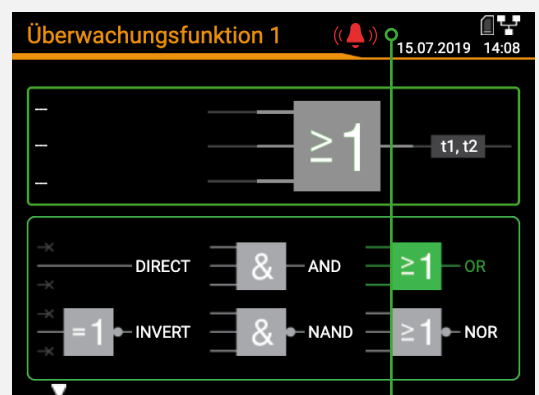 Überwachungsfunktion 1
15.07.2019 14:08
---
≥1
---
t1, t2
---
DIRECT
& AND
≥1 OR
=1 INVERT
& NAND
≥1 NOR